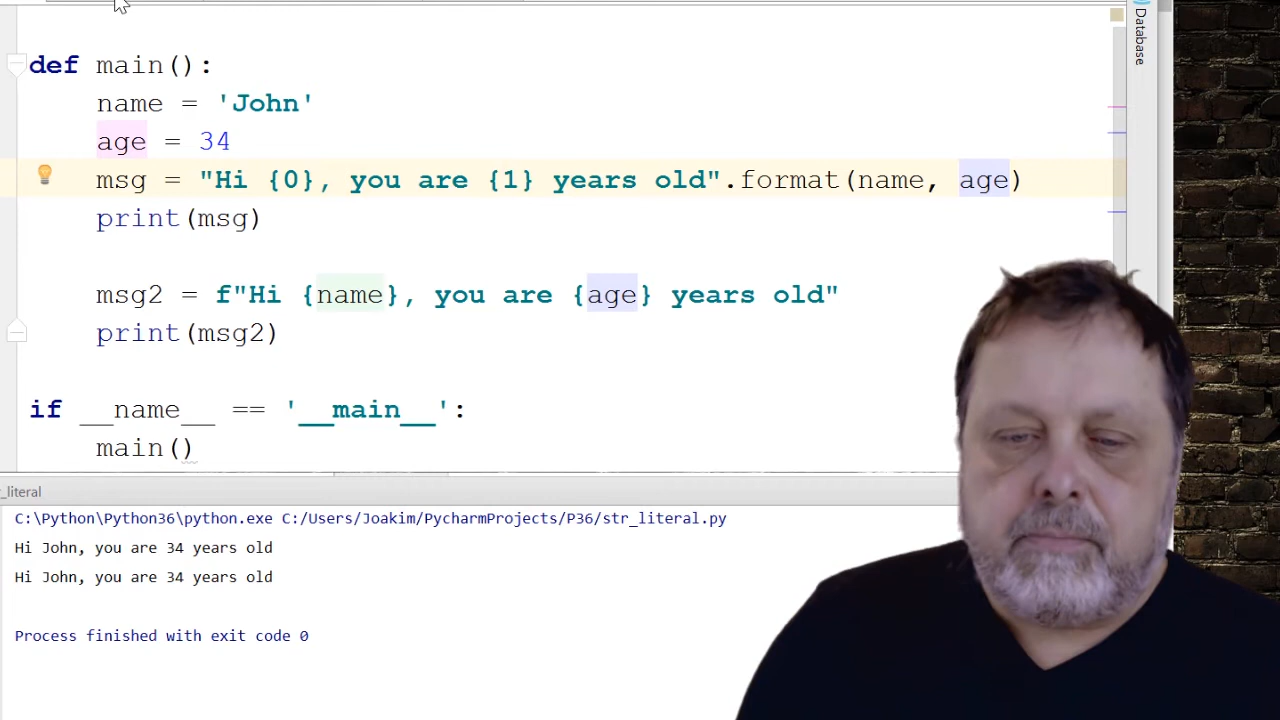 Database
def main():
name = 'John'
age = 34
msg = "Hi {0}, you are {1} years old".format(name, age)
print(msg)
msg2 = f"Hi {name}, you are {age} years old"
print(msg2)
if __name__ == '__main__':
main()
_literal
C:\Python\Python36\python.exe C:/Users/Joakim/PycharmProjects/P36/str_literal.py
Hi John, you are 34 years old
Hi John, you are 34 years old
Process finished with exit code 0